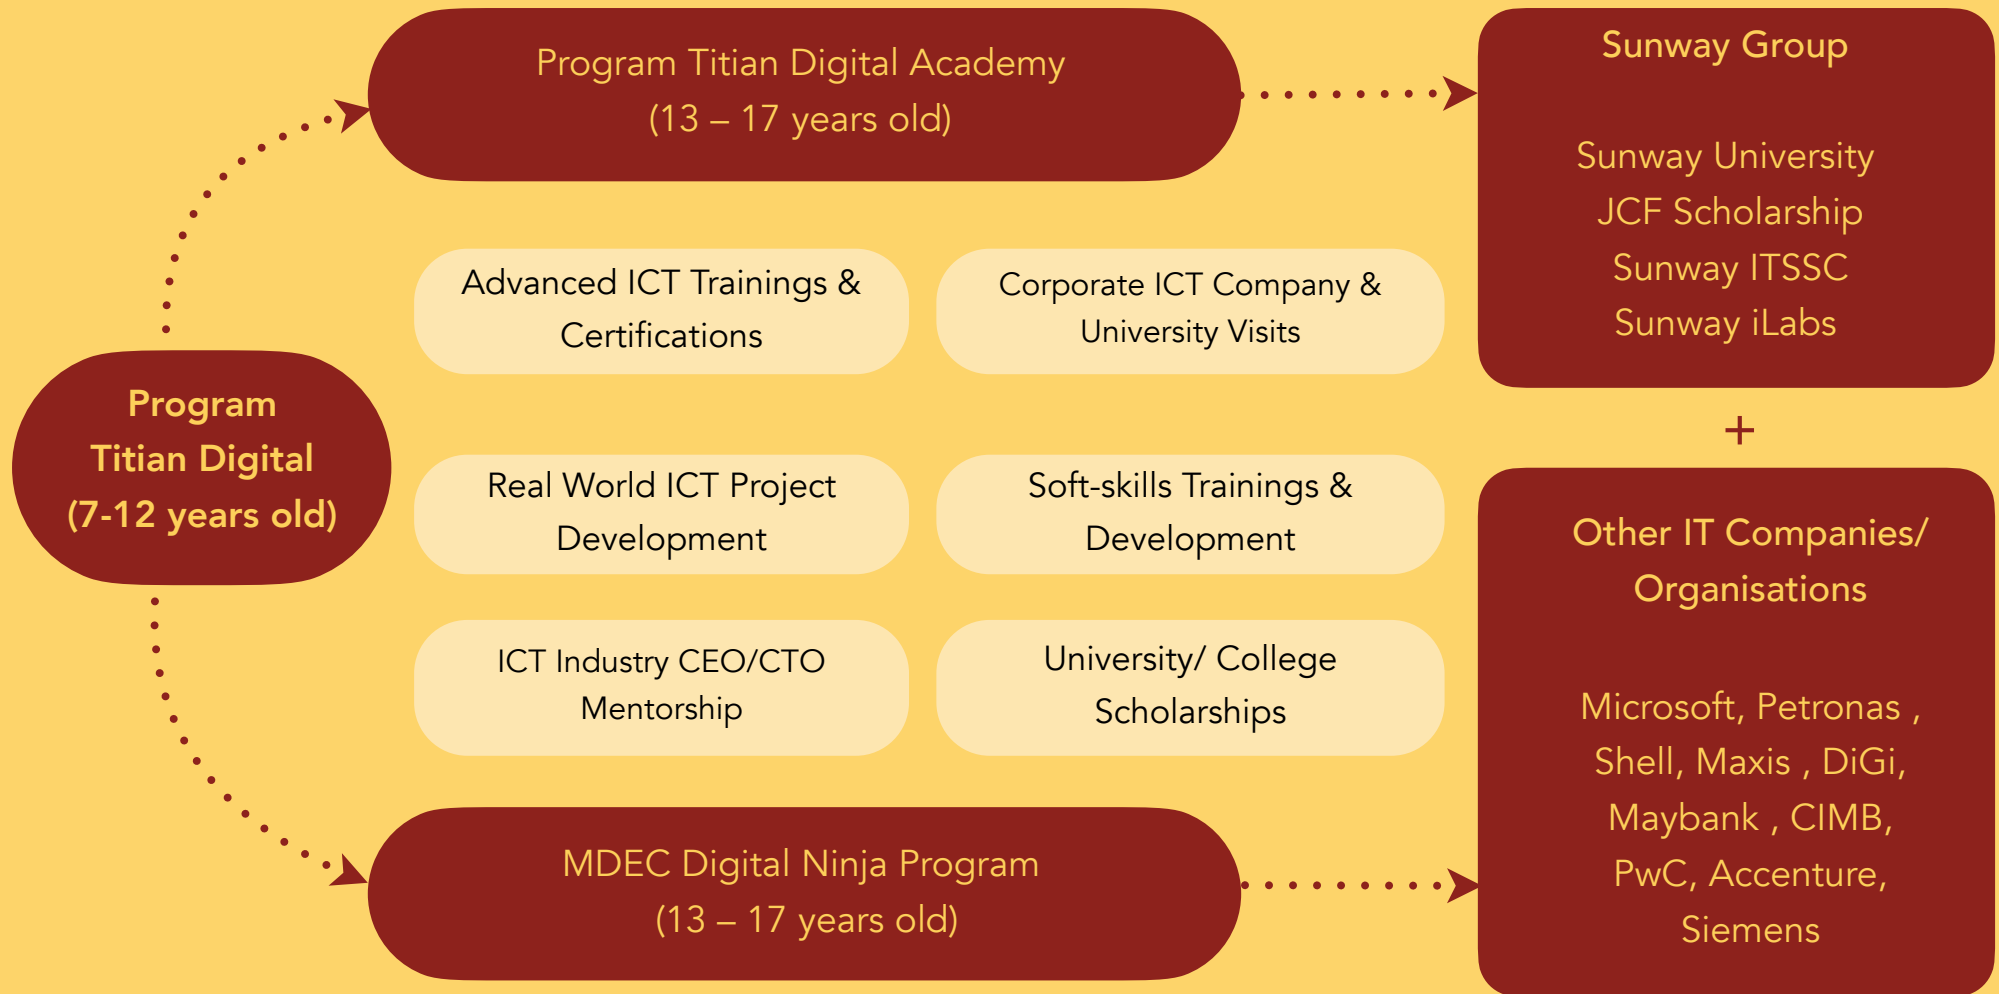 Program Titian Digital Academy
(13 – 17 years old)
Sunway Group
Sunway University
JCF Scholarship
Sunway ITSSC
Sunway iLabs
Advanced ICT Trainings &
Certifications
Corporate ICT Company &
University Visits
Program
Titian Digital
(7-12 years old)
+
Real World ICT Project
Development
Soft-skills Trainings &
Development
Other IT Companies/
Organisations
Microsoft, Petronas ,
Shell, Maxis , DiGi,
Maybank , CIMB,
PwC, Accenture,
Siemens
ICT Industry CEO/CTO
Mentorship
University/ College
Scholarships
MDEC Digital Ninja Program
(13 – 17 years old)